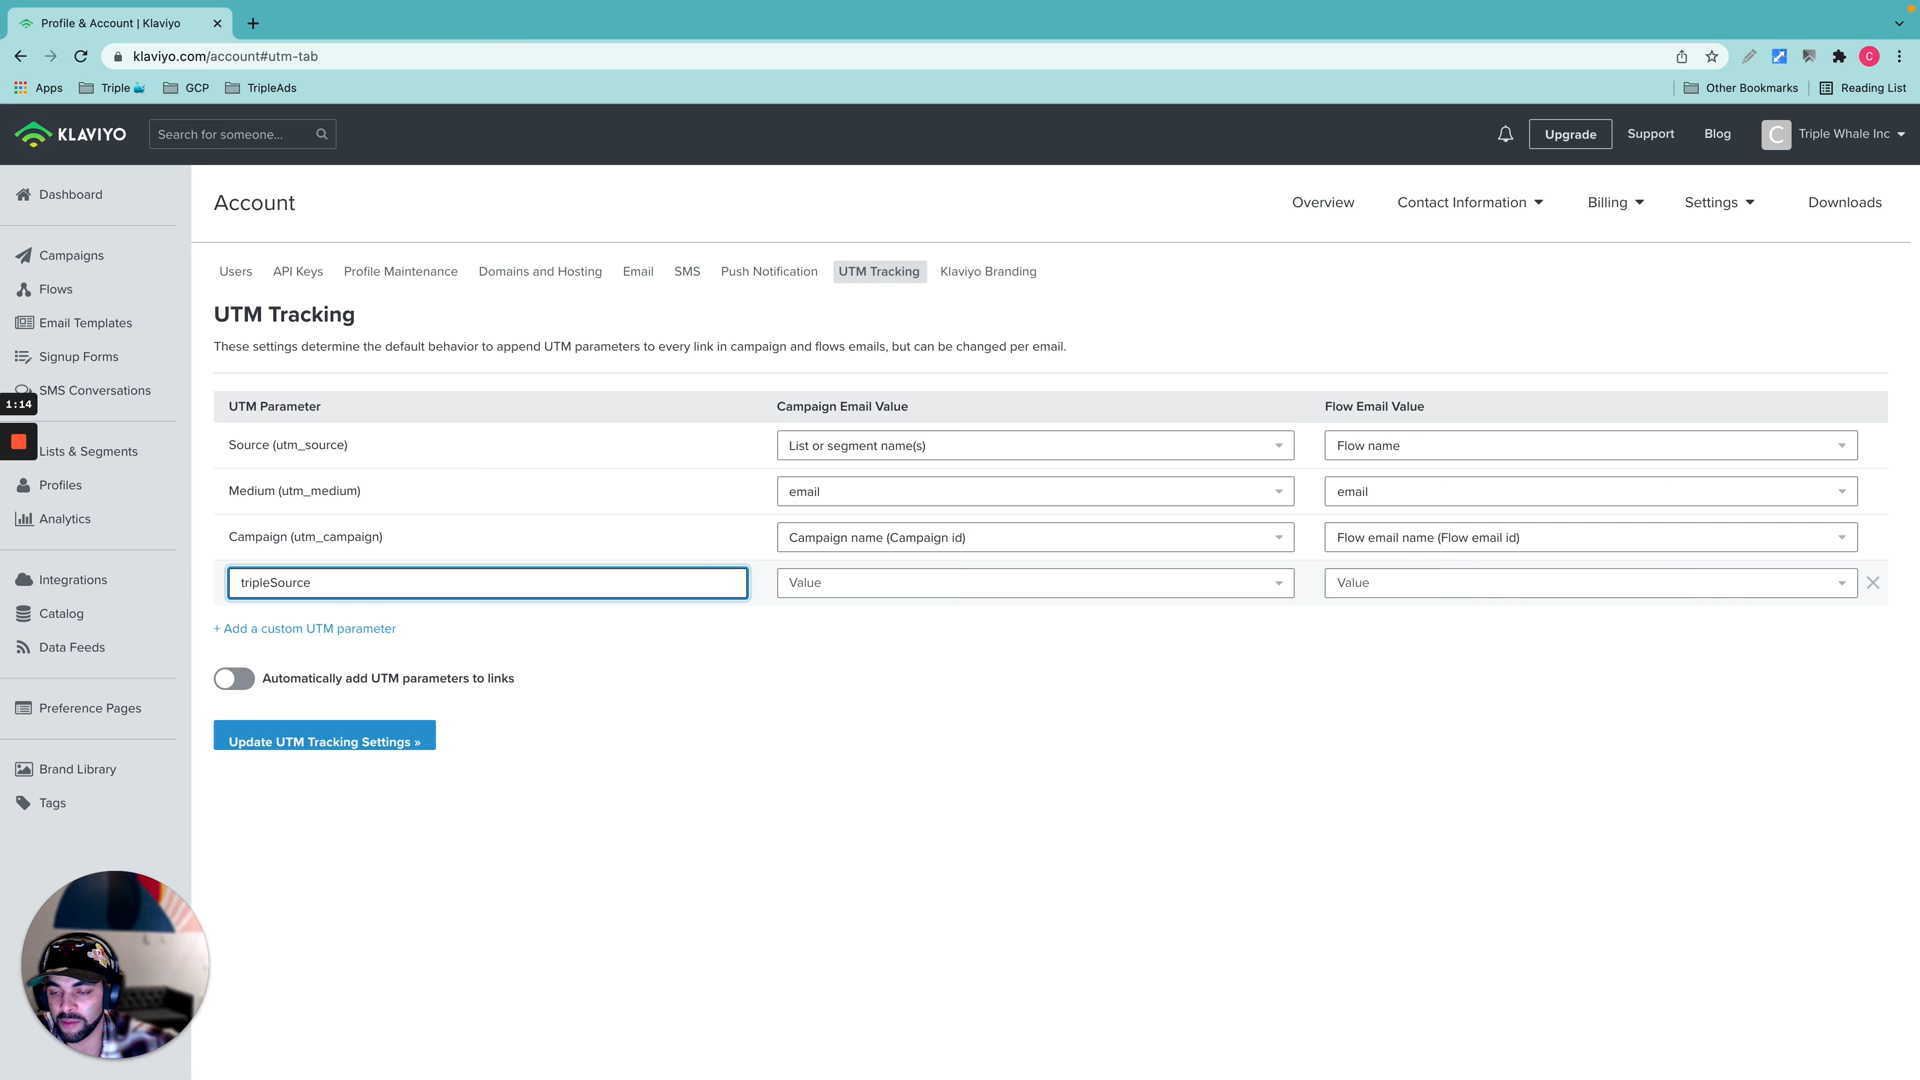 Profile & Account | Klaviyo
klaviyo.com/account#utm-tab
Apps
Triple
GCP
TripleAds
Other Bookmarks
Reading List
C
KLAVIYO
Search for someone...
Upgrade
Support
Blog
C
Triple Whale Inc
Dashboard
Campaigns
Flows
Email Templates
Signup Forms
SMS Conversations
1:14
Lists & Segments
Profiles
Analytics
Integrations
Catalog
Data Feeds
Preference Pages
Brand Library
Tags
Account
Overview
Contact Information
Billing
Settings
Downloads
Users
API Keys
Profile Maintenance
Domains and Hosting
Email
SMS
Push Notification
UTM Tracking
Klaviyo Branding
UTM Tracking
These settings determine the default behavior to append UTM parameters to every link in campaign and flows emails, but can be changed per email.
UTM Parameter
Campaign Email Value
Flow Email Value
Source (utm_source)
List or segment name(s)
Flow name
Medium (utm_medium)
email
email
Campaign (utm_campaign)
Campaign name (Campaign id)
Flow email name (Flow email id)
tripleSource
Value
Value
+ Add a custom UTM parameter
Automatically add UTM parameters to links
Update UTM Tracking Settings »